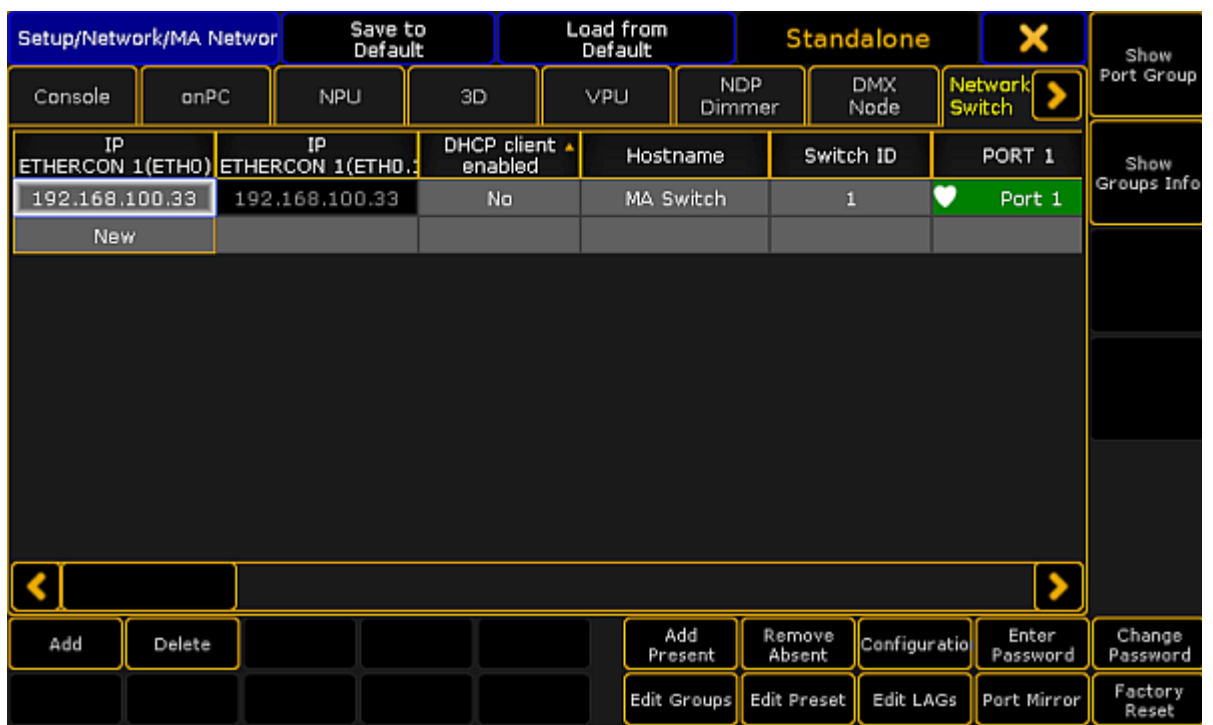 Setup/Network/MA Networ
Save to
Default
Load from
Default
Standalone
Show
Port Group
Console
onPC
NPU
3D
VPU
NDP
Dimmer
DMX
Node
Network
Switch
IP
ETHERCON 1(ETH0)
IP
ETHERCON 1(ETH0.
DHCP client
enabled
Hostname
Switch ID
PORT 1
Show
Groups Info
192.168.100.33
192.168.100.33
No
MA Switch
1
Port 1
New
Add
Delete
Add
Present
Remove
Absent
Configuratio
Enter
Password
Change
Password
Edit Groups
Edit Preset
Edit LAGs
Port Mirror
Factory
Reset